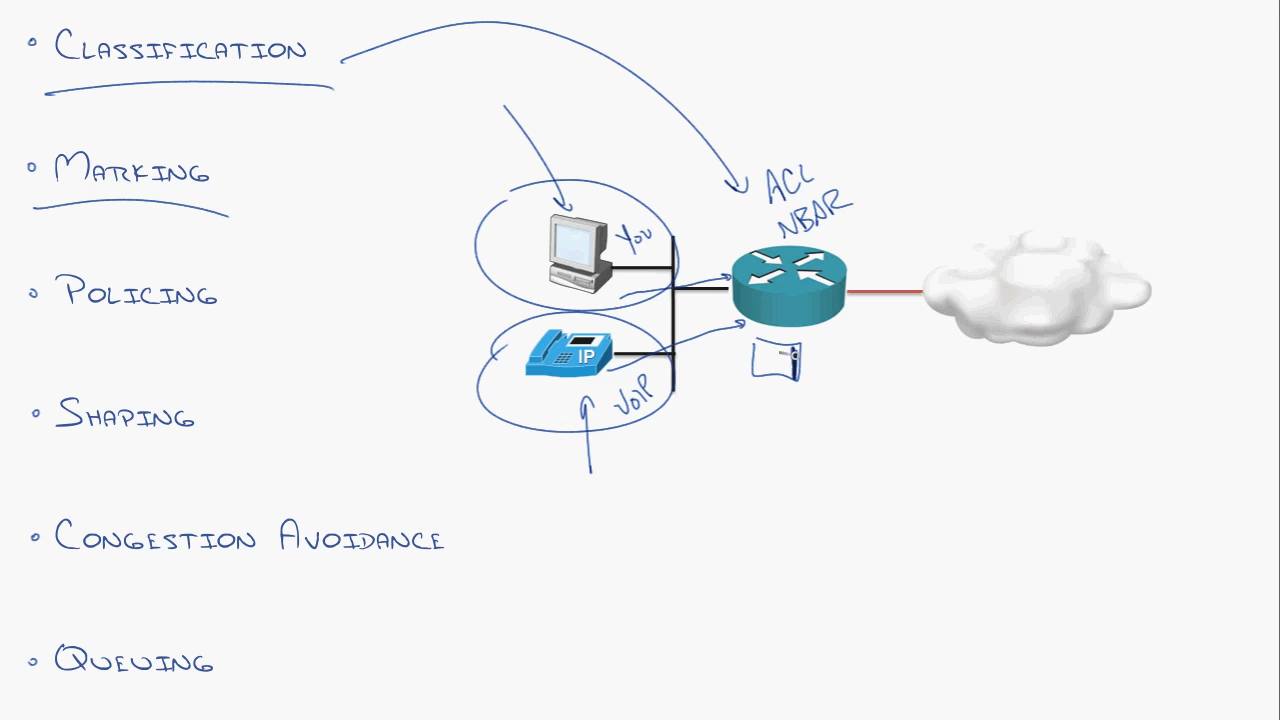 • CLASSIFICATION
• MARKING
• POLICING
• SHAPING
• CONGESTION AVOIDANCE
• QUEUING
ACL
NBAR
You
IP
VOIP